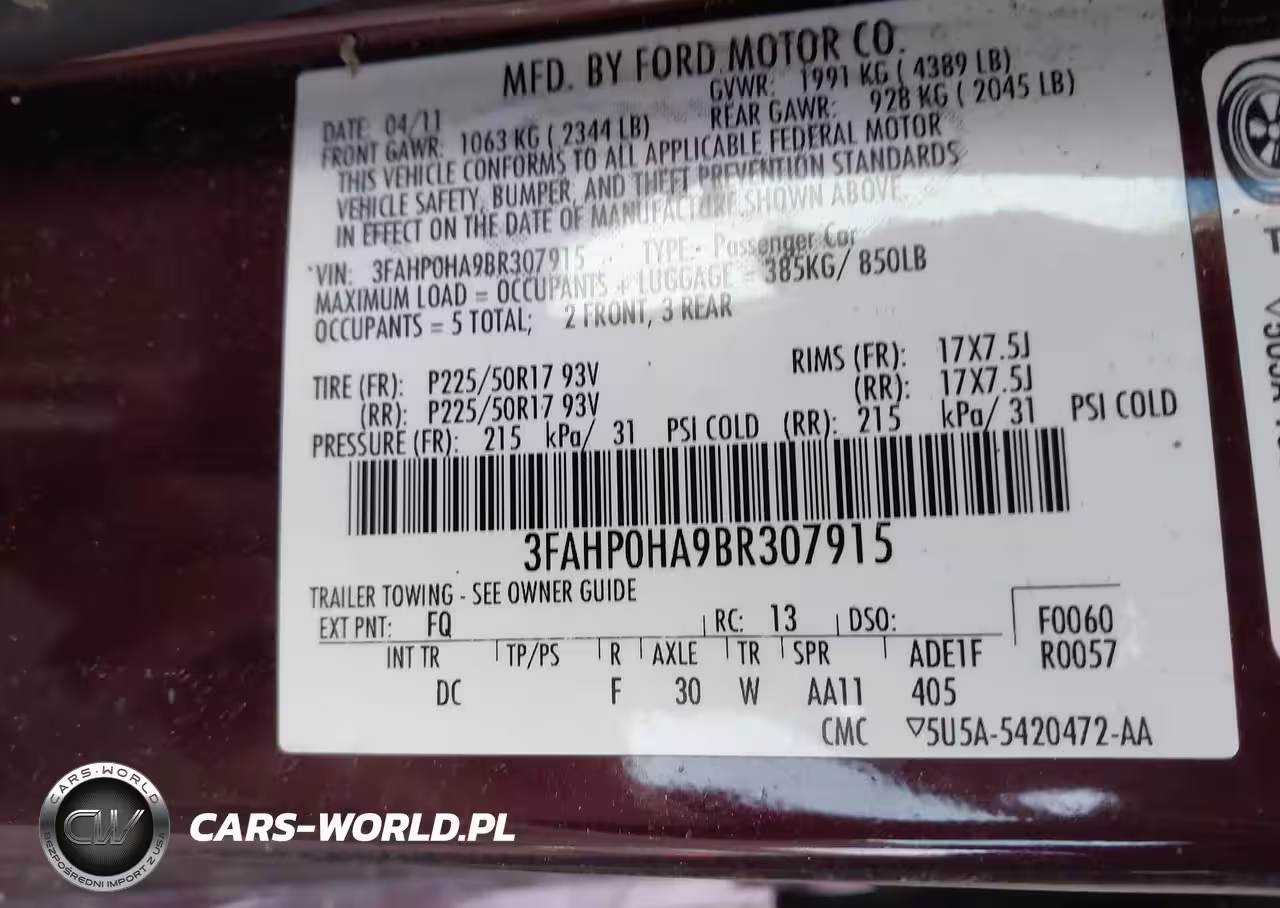 MFD. BY FORD MOTOR CO.
DATE: 04/11 GVWR: 1991 KG ( 4389 LB)
FRONT GAWR: 1063 KG ( 2344 LB) REAR GAWR: 928 KG ( 2045 LB)
THIS VEHICLE CONFORMS TO ALL APPLICABLE FEDERAL MOTOR
VEHICLE SAFETY, BUMPER, AND THEFT PREVENTION STANDARDS
IN EFFECT ON THE DATE OF MANUFACTURE SHOWN ABOVE.
VIN: 3FAHP0HA9BR307915 TYPE- Passenger Car
MAXIMUM LOAD = OCCUPANTS + LUGGAGE = 385KG/ 850LB
OCCUPANTS = 5 TOTAL; 2 FRONT, 3 REAR
TIRE (FR): P225/50R17 93V RIMS (FR): 17X7.5J
(RR): P225/50R17 93V (RR): 17X7.5J
PRESSURE (FR): 215 kPa/ 31 PSI COLD (RR): 215 kPa/ 31 PSI COLD
3FAHP0HA9BR307915
TRAILER TOWING - SEE OWNER GUIDE
EXT PNT: FQ RC: 13 DSO: F0060
INT TR TP/PS R AXLE TR SPR ADE1F R0057
DC F 30 W AA11 405
CMC ▽5U5A-5420472-AA
CARS-WORLD
CW
BEZPOŚREDNI IMPORT Z USA
CARS-WORLD.PL